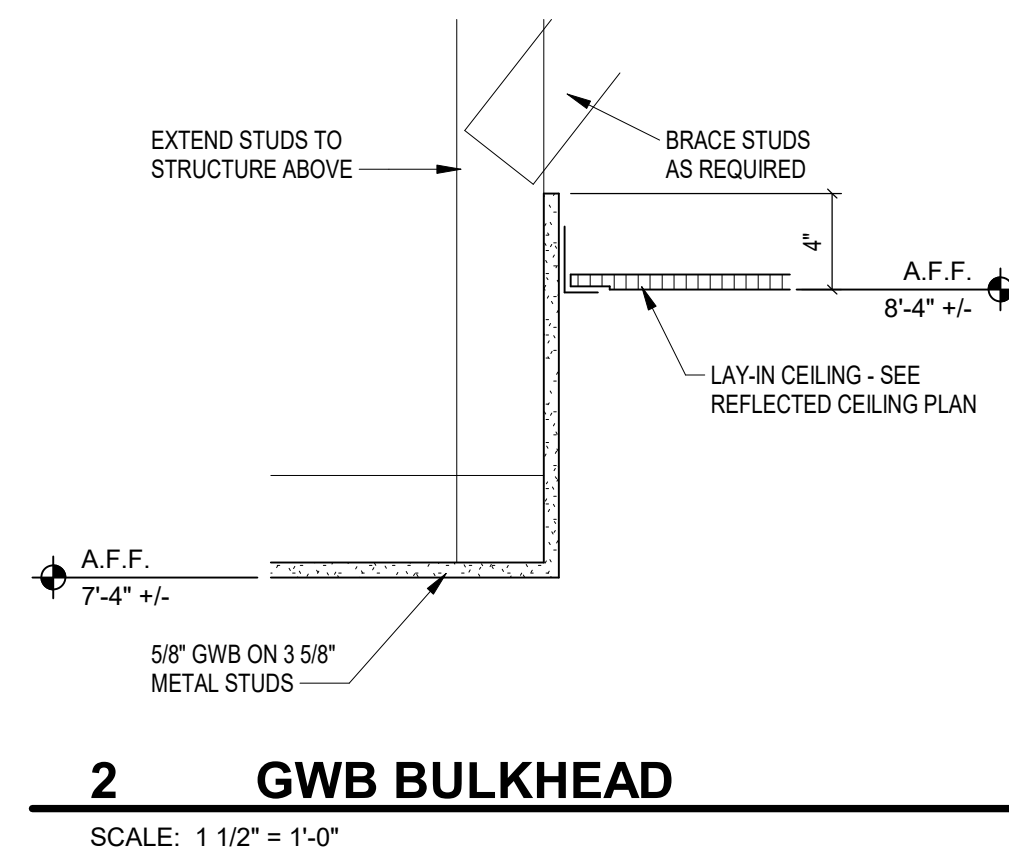 EXTEND STUDS TO
STRUCTURE ABOVE
BRACE STUDS
AS REQUIRED
4"
A.F.F.
8'-4" +/-
LAY-IN CEILING - SEE
REFLECTED CEILING PLAN
A.F.F.
7'-4" +/-
5/8" GWB ON 3 5/8"
METAL STUDS
2 GWB BULKHEAD
SCALE: 1 1/2" = 1'-0"